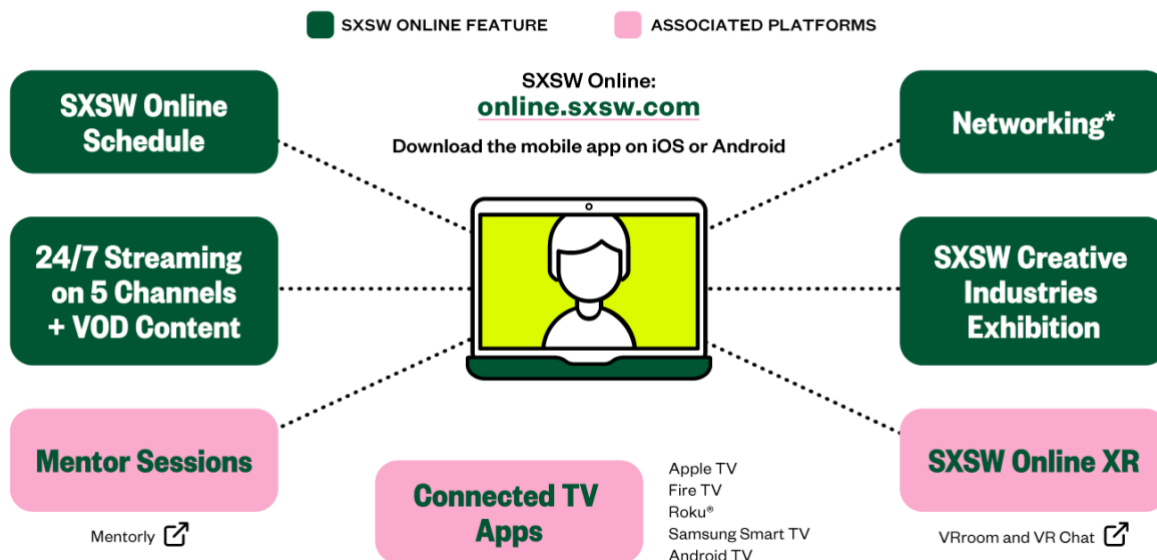 SXSW ONLINE FEATURE
ASSOCIATED PLATFORMS
SXSW Online:
online.sxsw.com
Download the mobile app on iOS or Android
SXSW Online
Schedule
24/7 Streaming
on 5 Channels
+ VOD Content
Mentor Sessions
Mentorly
Connected TV
Apps
Apple TV
Fire TV
Roku®
Samsung Smart TV
Android TV
Networking*
SXSW Creative
Industries
Exhibition
SXSW Online XR
VRroom and VR Chat